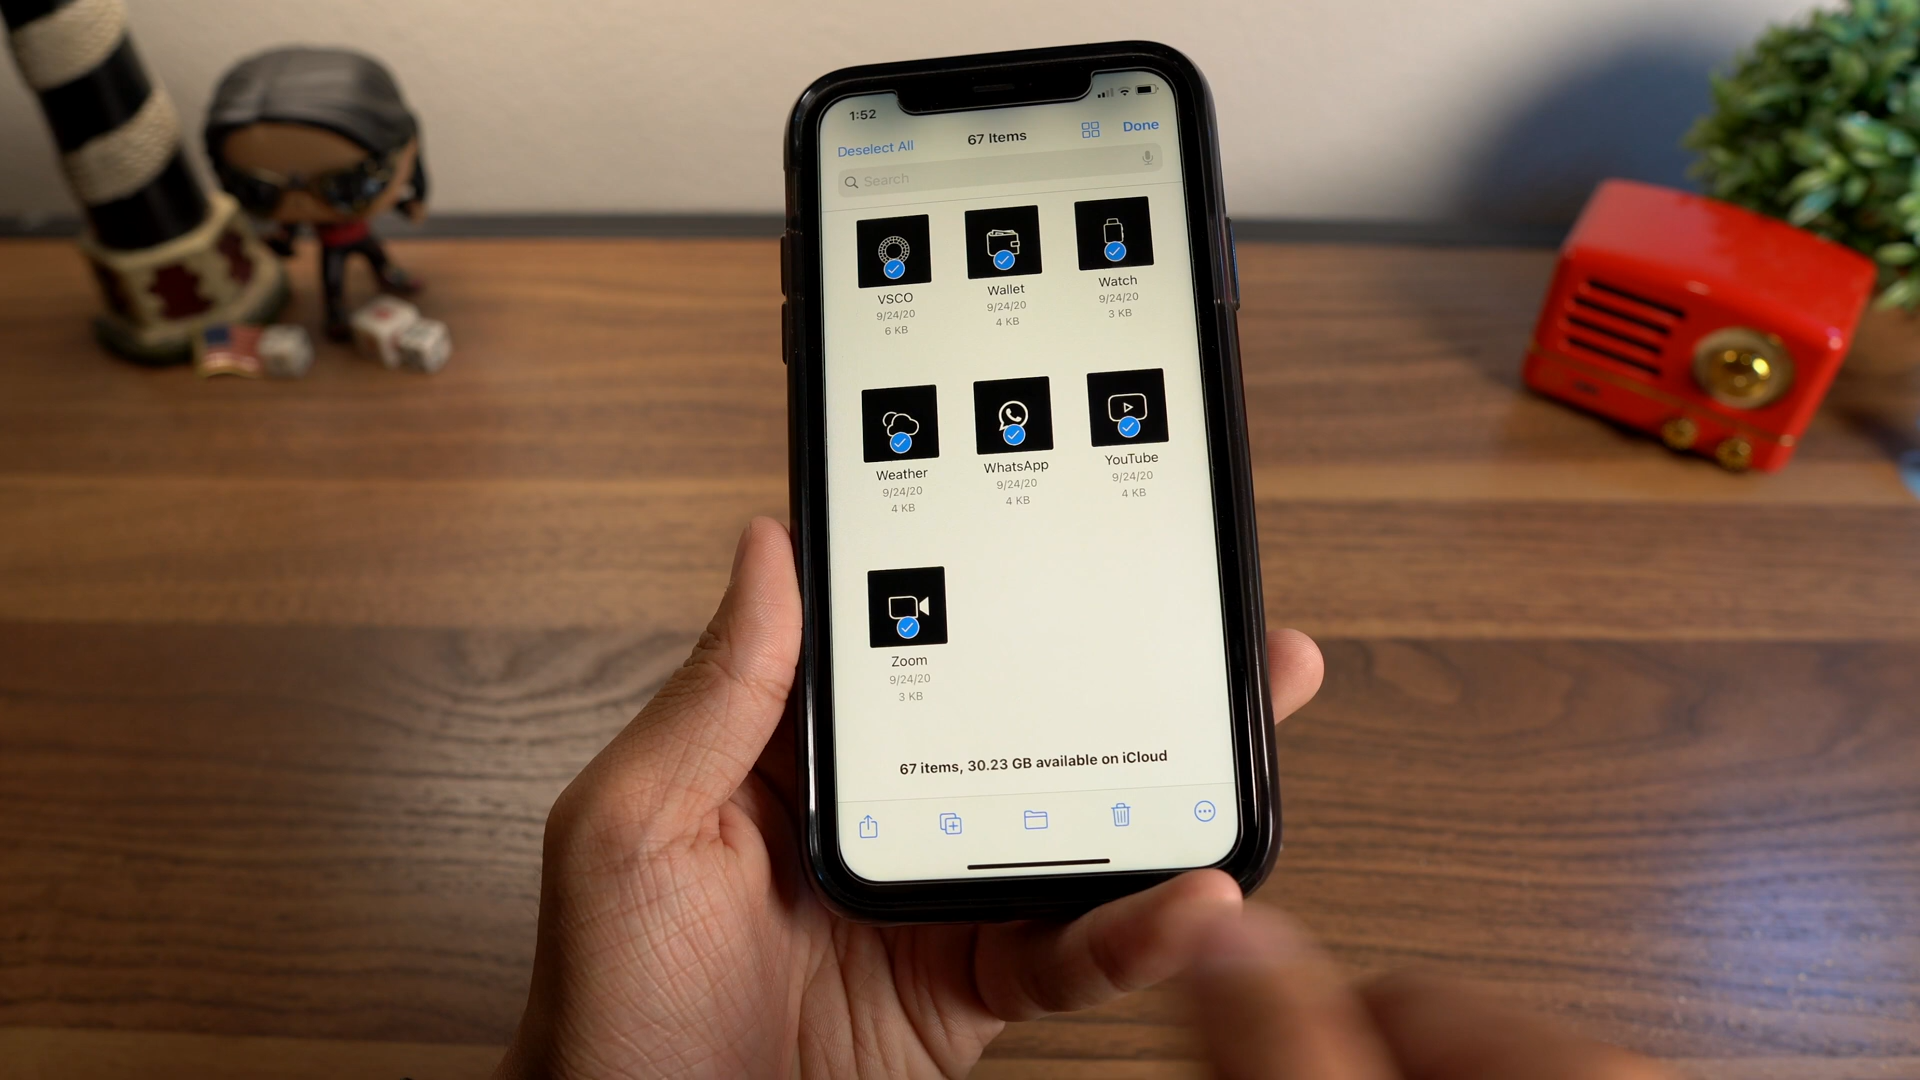 1:52
Deselect All
67 Items
Done
Search
VSCO
9/24/20
6 KB
Wallet
9/24/20
4 KB
Watch
9/24/20
3 KB
Weather
9/24/20
4 KB
WhatsApp
9/24/20
4 KB
YouTube
9/24/20
4 KB
Zoom
9/24/20
3 KB
67 items, 30.23 GB available on iCloud